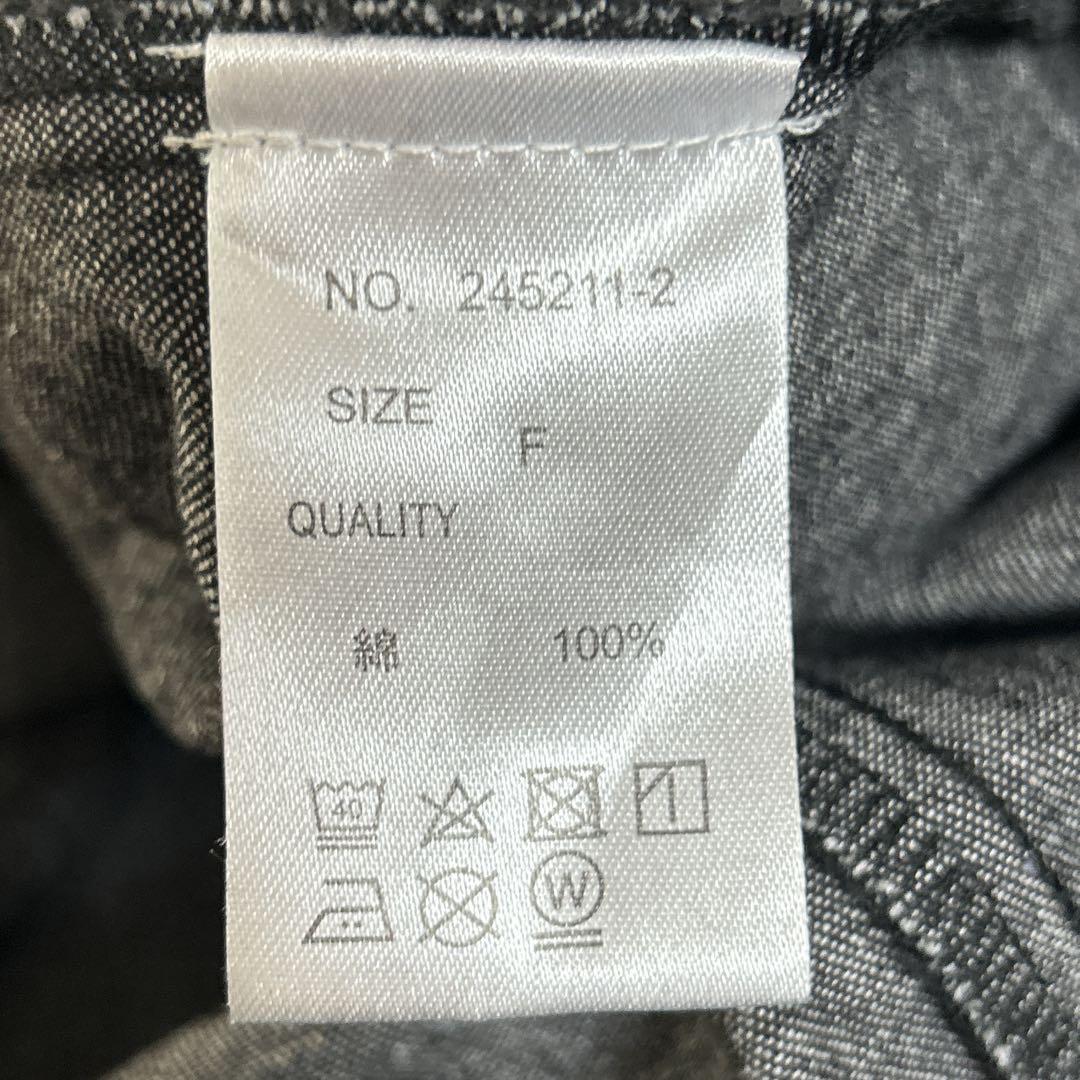 NO. 245211-2
SIZE
F
QUALITY
綿 100%
40
W